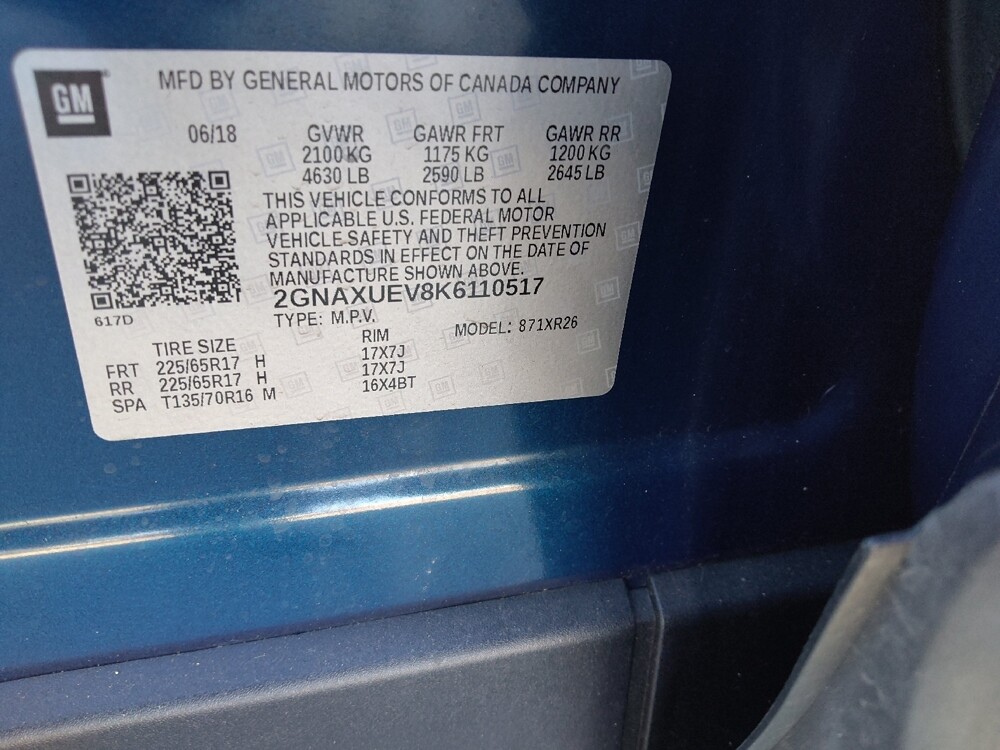 GM
MFD BY GENERAL MOTORS OF CANADA COMPANY
06/18 GVWR GAWR FRT GAWR RR
2100 KG 1175 KG 1200 KG
4630 LB 2590 LB 2645 LB
THIS VEHICLE CONFORMS TO ALL
APPLICABLE U.S. FEDERAL MOTOR
VEHICLE SAFETY AND THEFT PREVENTION
STANDARDS IN EFFECT ON THE DATE OF
MANUFACTURE SHOWN ABOVE.
2GNAXUEV8K6110517
617D
TYPE: M.P.V. MODEL: 871XR26
TIRE SIZE RIM
FRT 225/65R17 H 17X7J
RR 225/65R17 H 17X7J
SPA T135/70R16 M 16X4BT